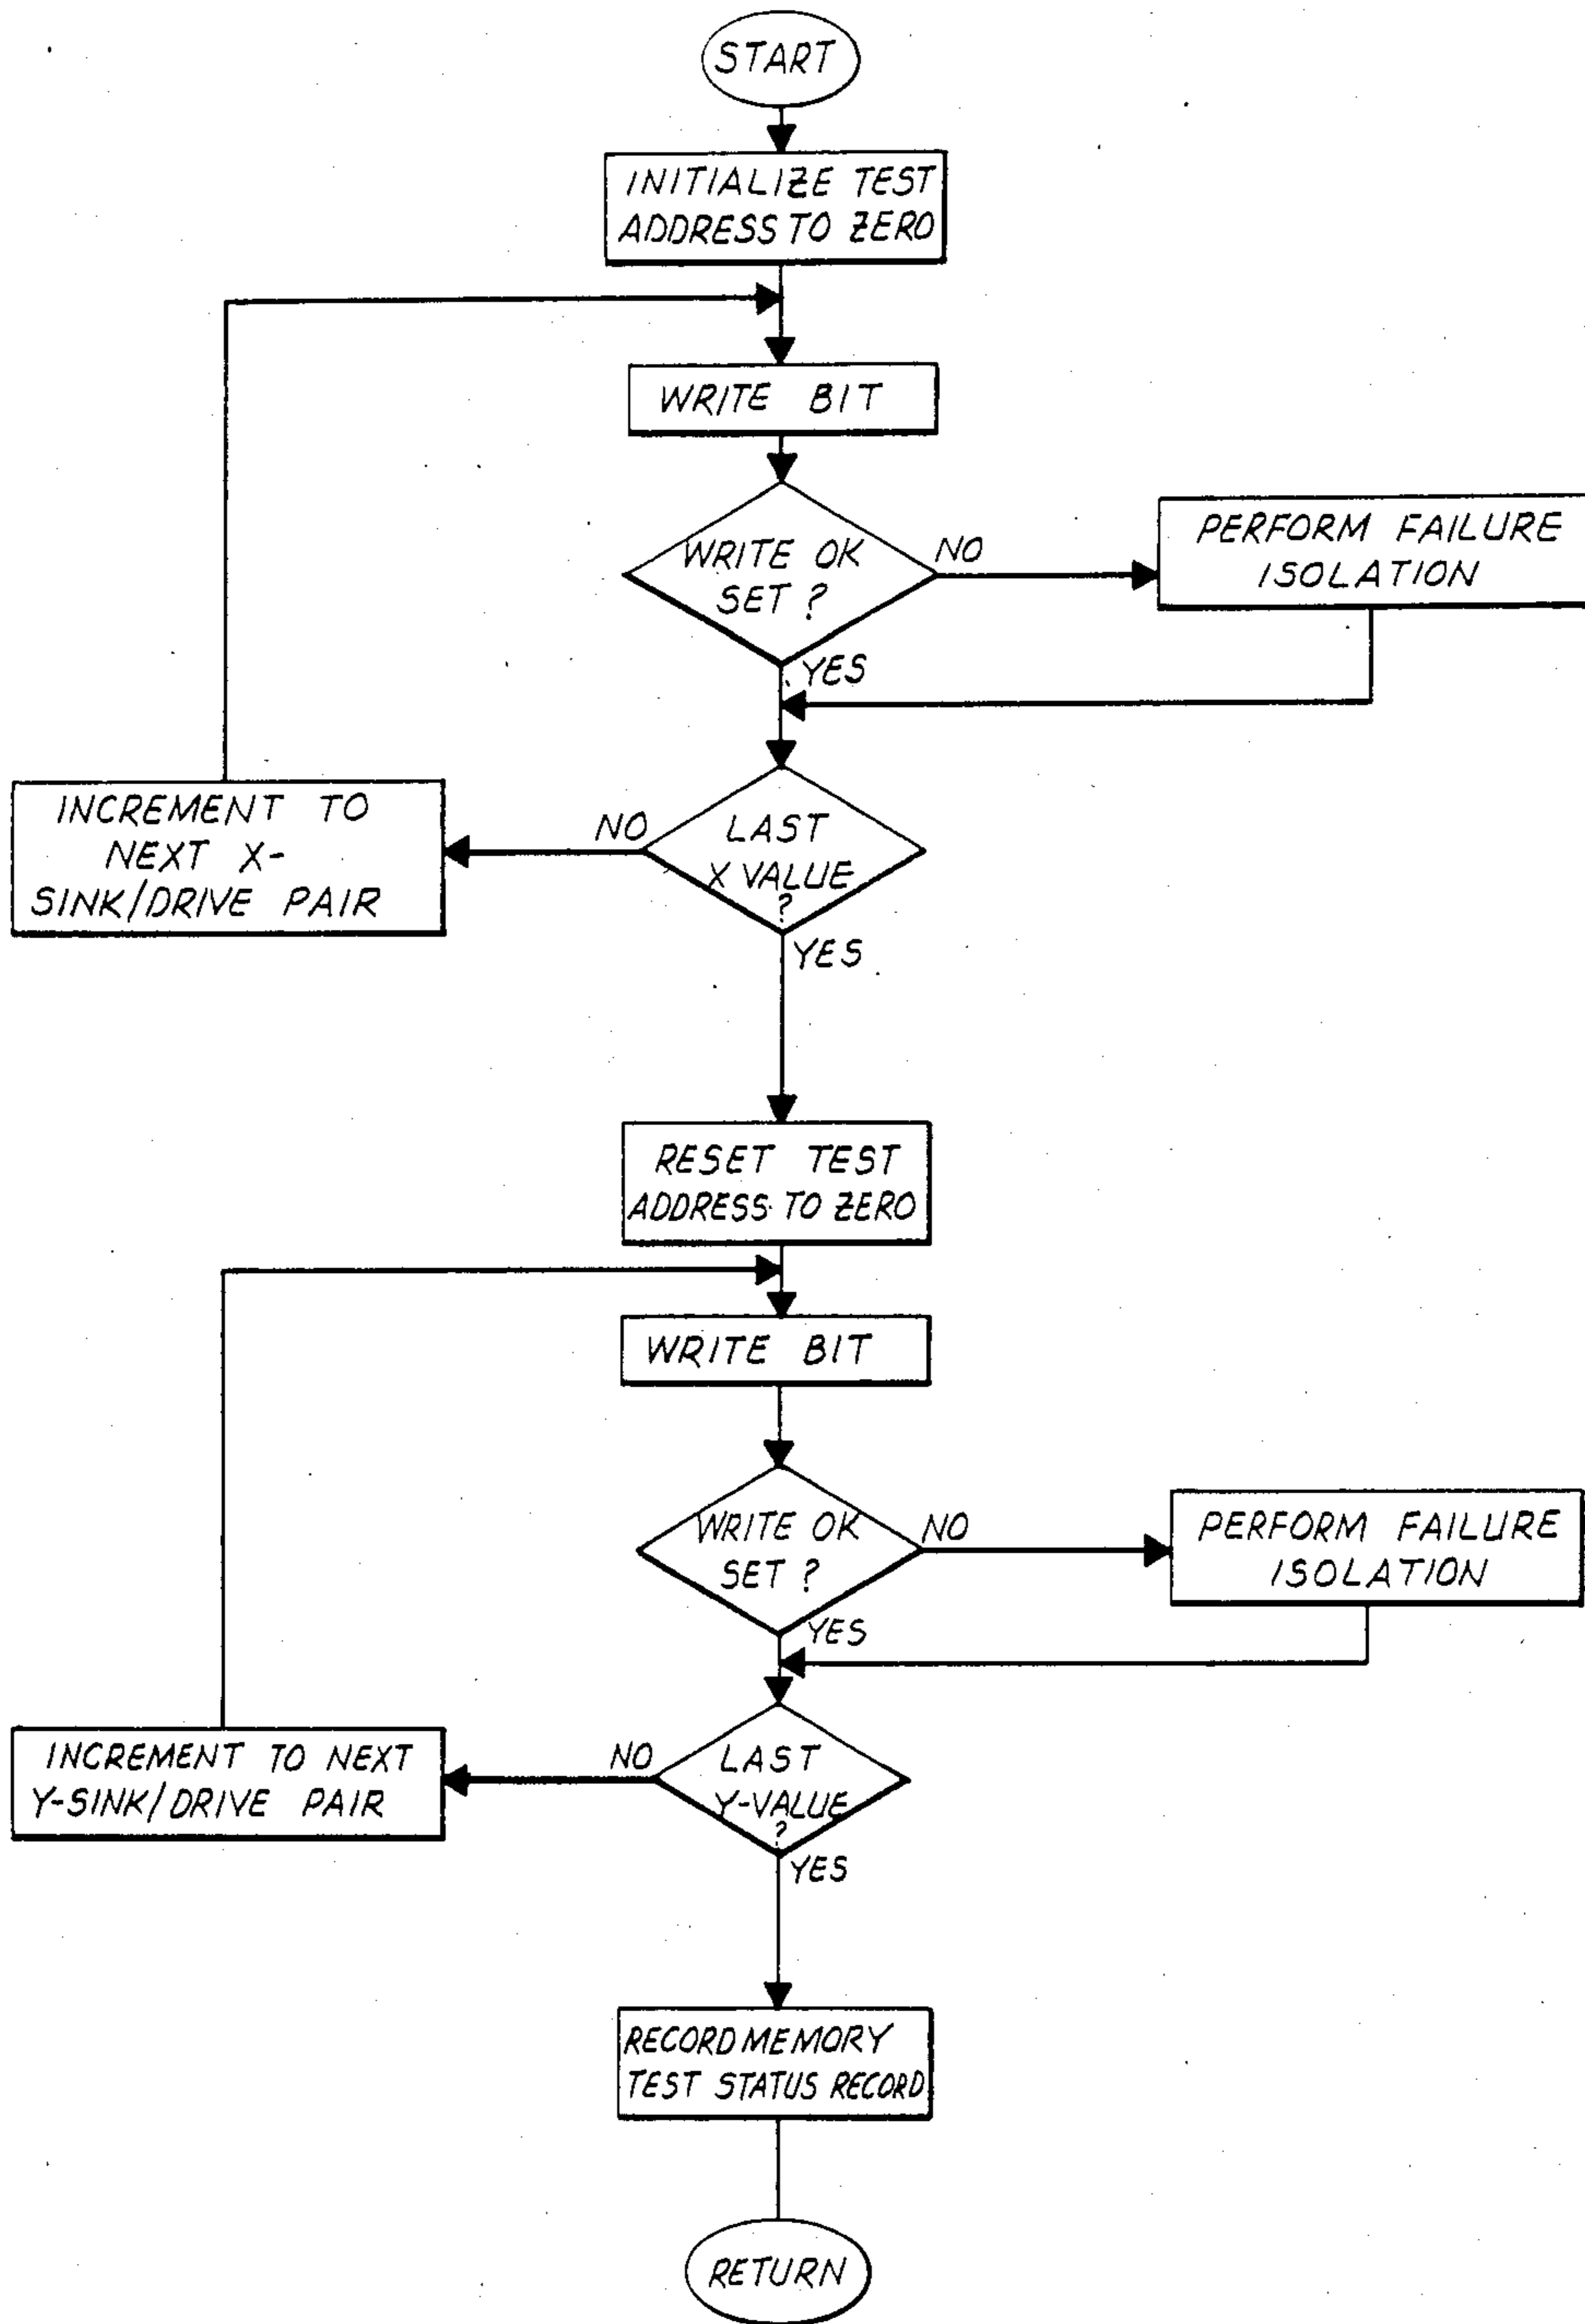 START
INITIALIZE TEST
ADDRESS TO ZERO
WRITE BIT
WRITE OK
SET ?
NO
PERFORM FAILURE
ISOLATION
YES
INCREMENT TO
NEXT X-
SINK/DRIVE PAIR
NO
LAST
X VALUE
?
YES
RESET TEST
ADDRESS TO ZERO
WRITE BIT
WRITE OK
SET ?
NO
PERFORM FAILURE
ISOLATION
YES
INCREMENT TO NEXT
Y-SINK/DRIVE PAIR
NO
LAST
Y-VALUE
?
YES
RECORD MEMORY
TEST STATUS RECORD
RETURN